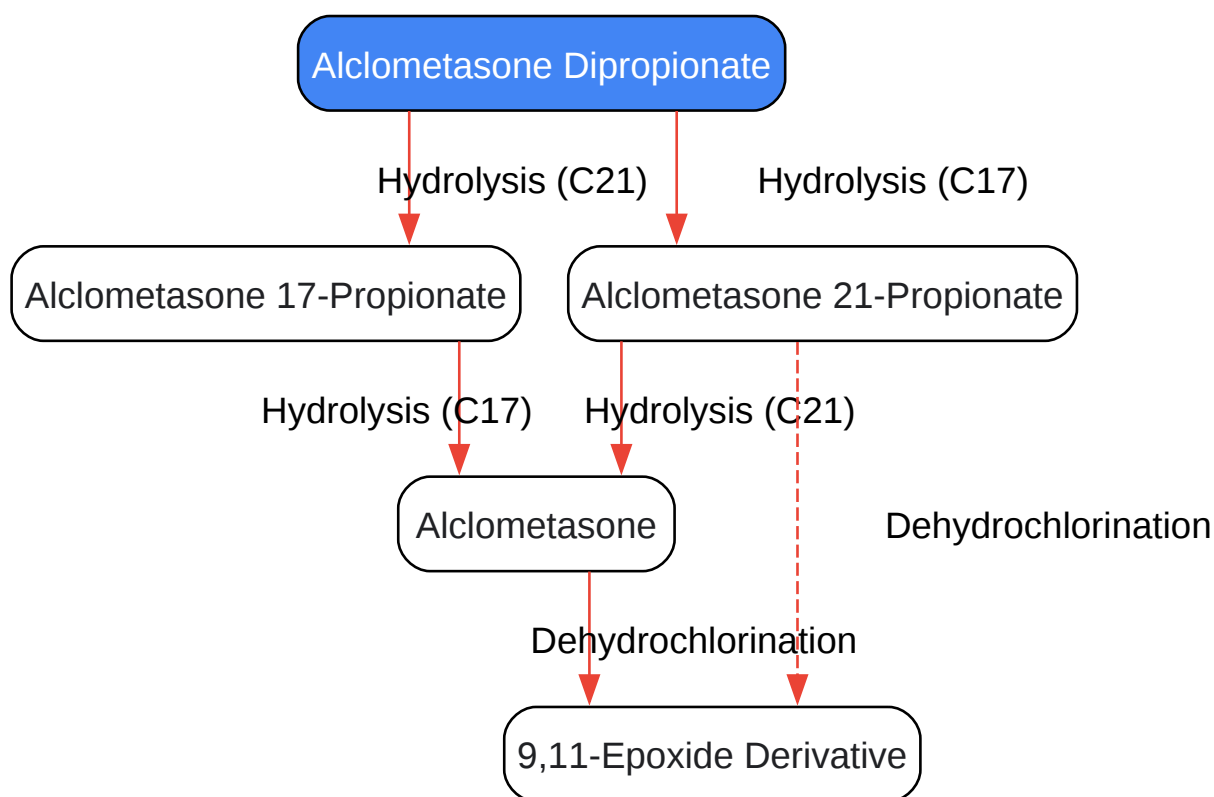 Alclometasone Dipropionate
Hydrolysis (C21)
Hydrolysis (C17)
Alclometasone 17-Propionate
Alclometasone 21-Propionate
Hydrolysis (C17)
Hydrolysis (C21)
Alclometasone
Dehydrochlorination
Dehydrochlorination
9,11-Epoxide Derivative